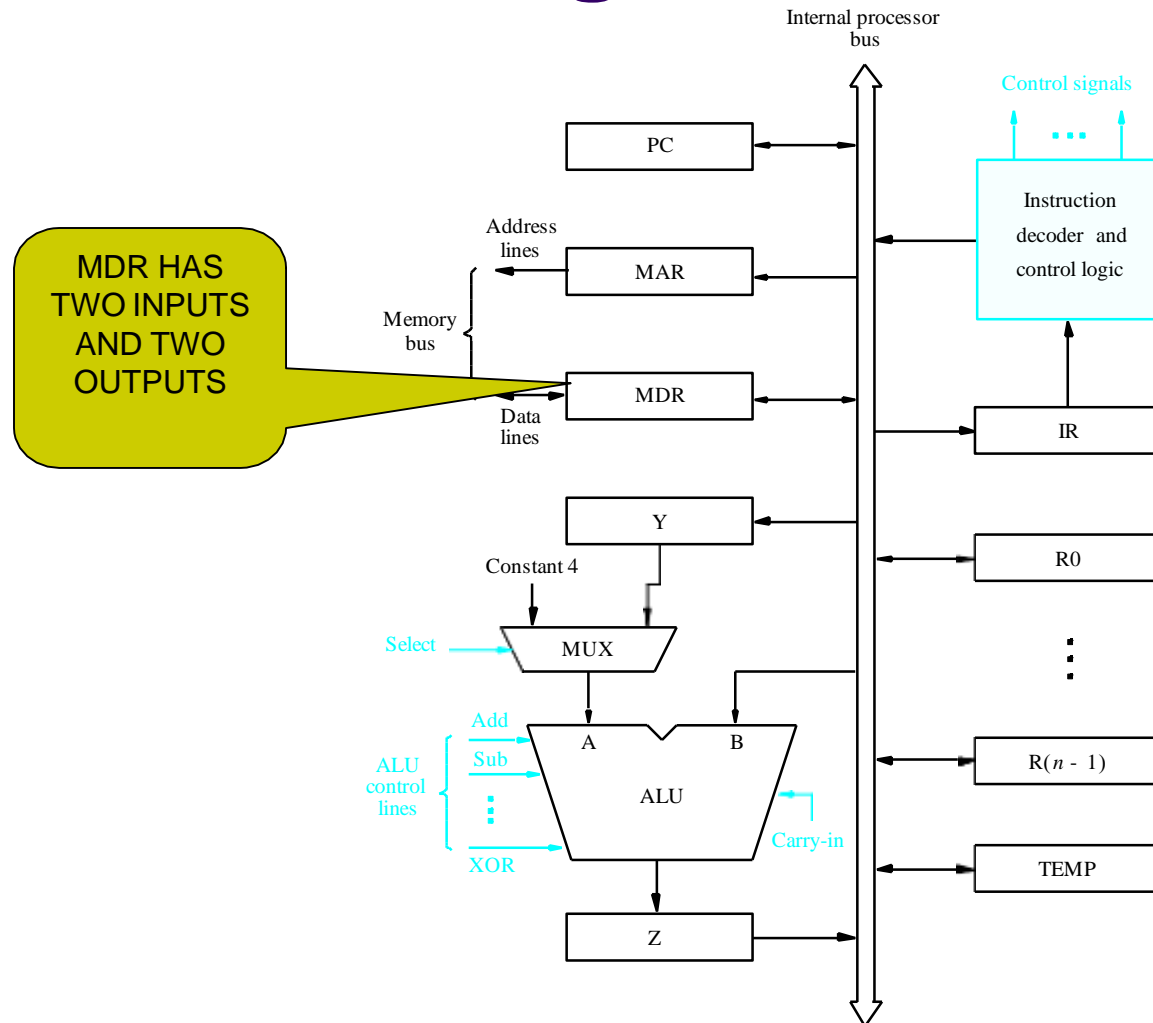 Internal processor
bus
Control signals
PC
Instruction
decoder and
control logic
Address
lines
MAR
MDR HAS
TWO INPUTS
AND TWO
OUTPUTS
Memory
bus
MDR
Data
lines
IR
Y
R0
Constant 4
Select
MUX
Add
A
B
Sub
R(n - 1)
ALU
control
lines
ALU
Carry-in
XOR
TEMP
Z